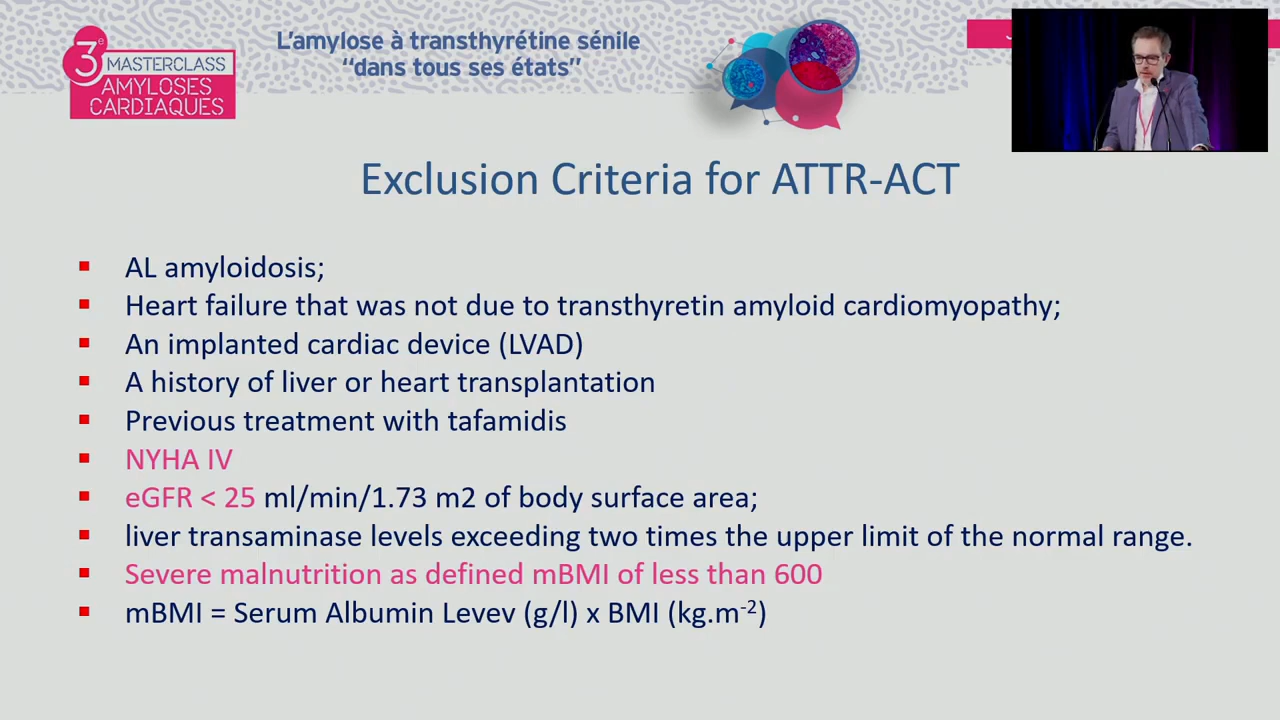 3e MASTERCLASS
AMYLOSES
CARDIAQUES
L'amylose à transthyrétine sénile
“dans tous ses états”
Exclusion Criteria for ATTR-ACT
▪ AL amyloidosis;
▪ Heart failure that was not due to transthyretin amyloid cardiomyopathy;
▪ An implanted cardiac device (LVAD)
▪ A history of liver or heart transplantation
▪ Previous treatment with tafamidis
▪ NYHA IV
▪ eGFR < 25 ml/min/1.73 m2 of body surface area;
▪ liver transaminase levels exceeding two times the upper limit of the normal range.
▪ Severe malnutrition as defined mBMI of less than 600
▪ mBMI = Serum Albumin Levev (g/l) x BMI (kg.m-2)